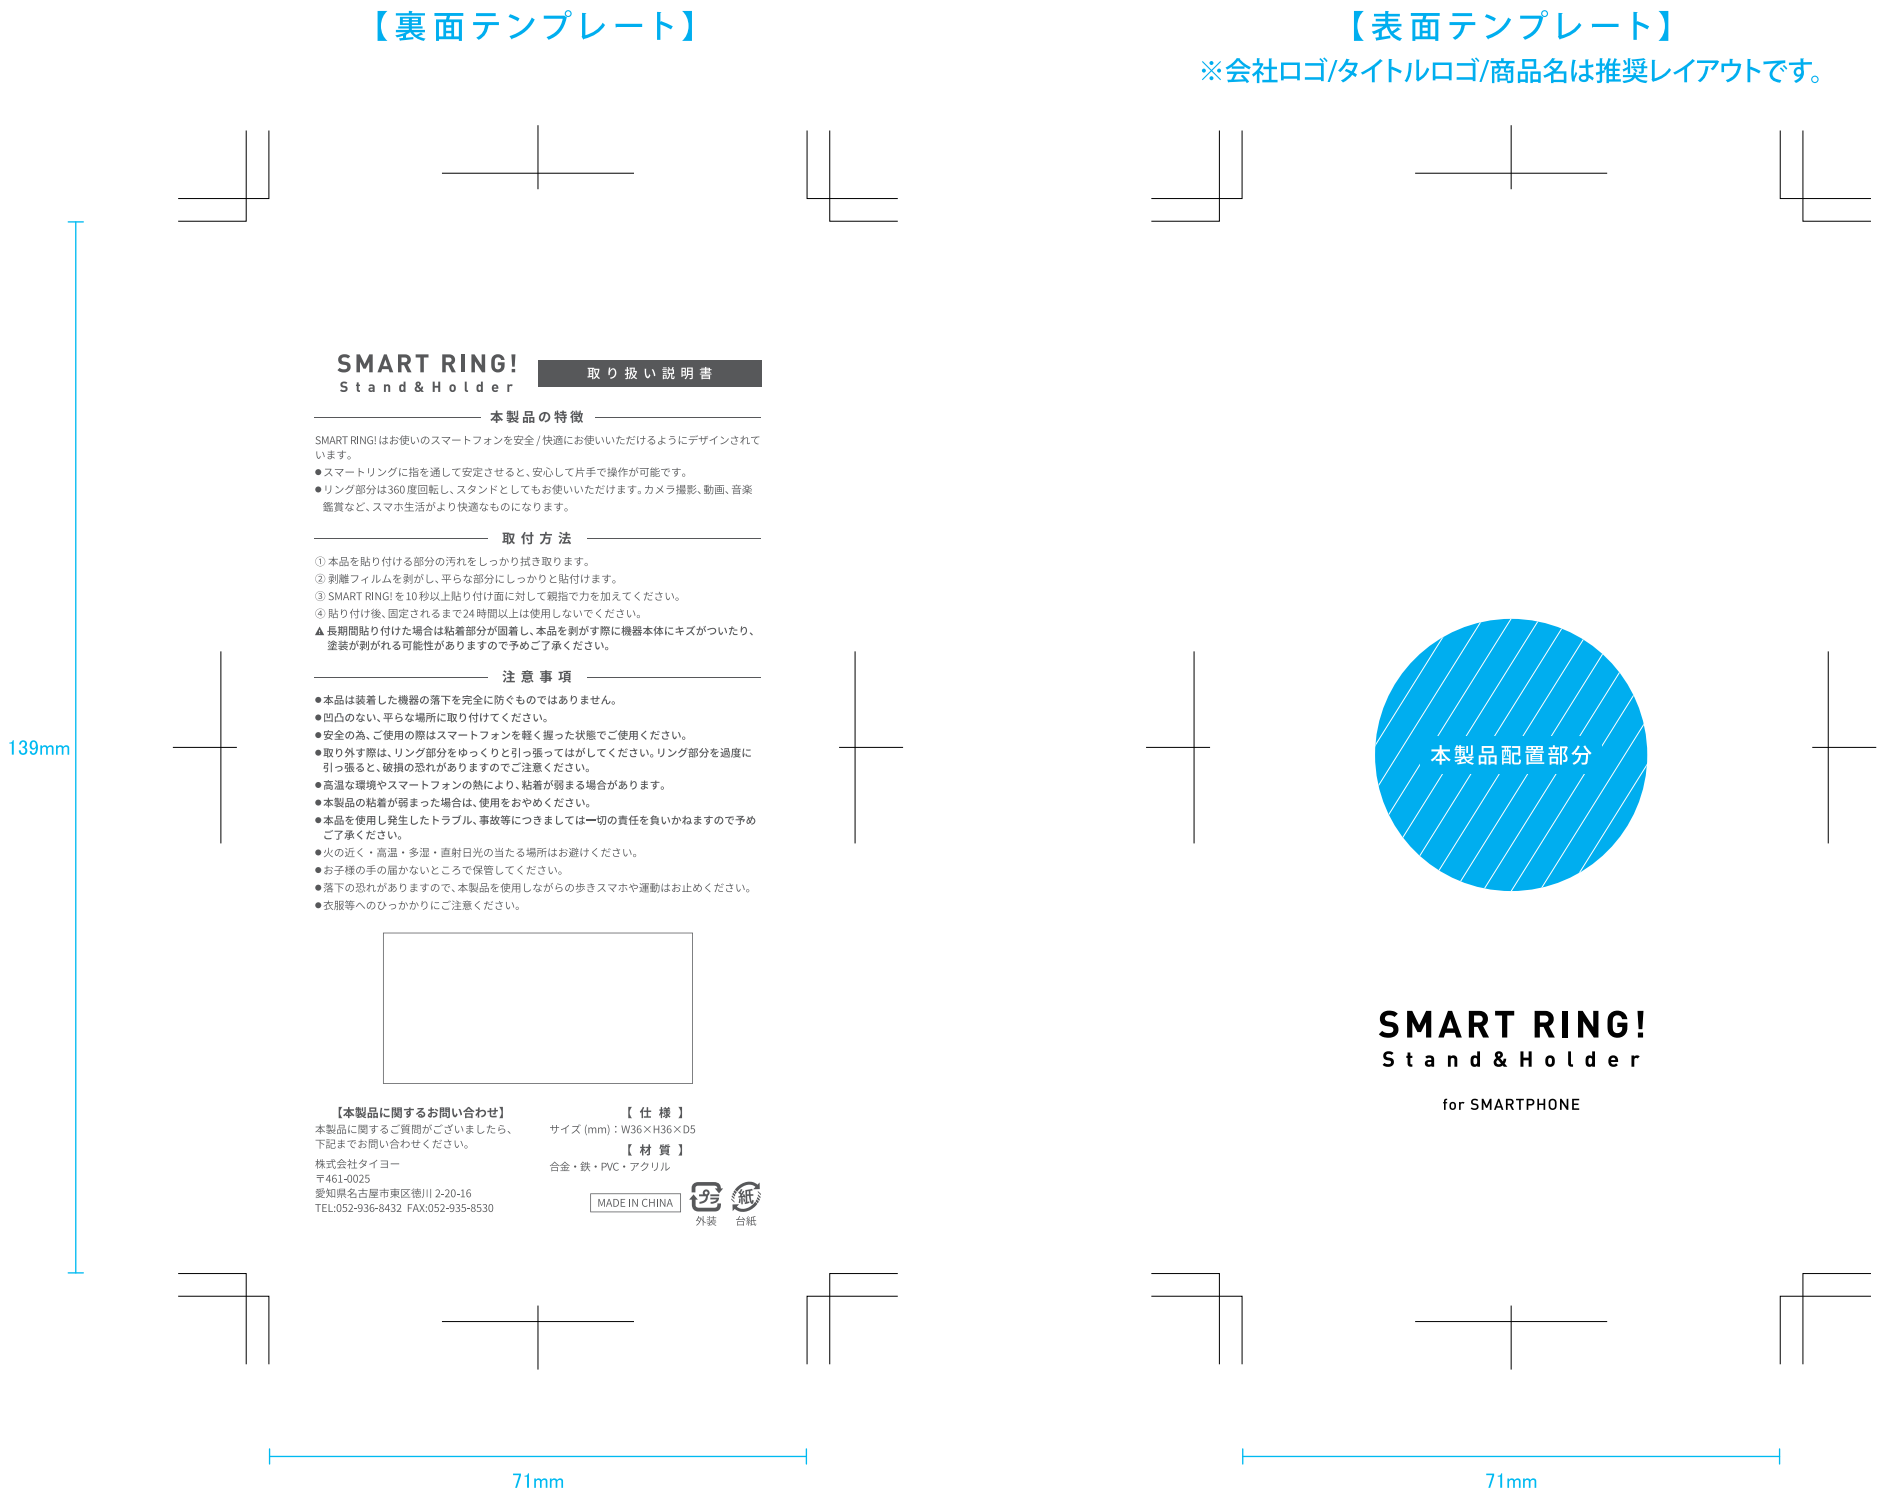 【裏面テンプレート】
SMART RING!
Stand&Holder
取り扱い説明書
本製品の特徴
SMART RING! はお使いのスマートフォンを安全/快適にお使いいただけるようにデザインされて
います。
●スマートリングに指を通して安定させると、安心して片手で操作が可能です。
●リング部分は360度回転し、スタンドとしてもお使いいただけます。カメラ撮影、動画、音楽
鑑賞など、スマホ生活がより快適なものになります。
取付方法
① 本品を貼り付ける部分の汚れをしっかり拭き取ります。
② 剥離フィルムを剥がし、平らな部分にしっかりと貼付けます。
③ SMART RING! を10秒以上貼り付け面に対して親指で力を加えてください。
④ 貼り付け後、固定されるまで24時間以上は使用しないでください。
⚠ 長期間貼り付けた場合は粘着部分が固着し、本品を剥がす際に機器本体にキズがついたり、
塗装が剥がれる可能性がありますので予めご了承ください。
注意事項
●本品は装着した機器の落下を完全に防ぐものではありません。
●凹凸のない、平らな場所に取り付けてください。
●安全の為、ご使用の際はスマートフォンを軽く握った状態でご使用ください。
●取り外す際は、リング部分をゆっくりと引っ張ってはがしてください。リング部分を過度に
引っ張ると、破損の恐れがありますのでご注意ください。
●高温な環境やスマートフォンの熱により、粘着が弱まる場合があります。
●本製品の粘着が弱まった場合は、使用をおやめください。
●本品を使用し発生したトラブル、事故等につきましては一切の責任を負いかねますので予め
ご了承ください。
●火の近く・高温・多湿・直射日光の当たる場所はお避けください。
●お子様の手の届かないところで保管してください。
●落下の恐れがありますので、本製品を使用しながらの歩きスマホや運動はお止めください。
●衣服等へのひっかかりにご注意ください。
【本製品に関するお問い合わせ】
本製品に関するご質問がございましたら、
下記までお問い合わせください。
株式会社タイヨー
〒461-0025
愛知県名古屋市東区徳川 2-20-16
TEL:052-936-8432 FAX:052-935-8530
【仕様】
サイズ (mm)：W36×H36×D5
【材質】
合金・鉄・PVC・アクリル
MADE IN CHINA
プラ
外装
紙
台紙
139mm
71mm
【表面テンプレート】
※会社ロゴ/タイトルロゴ/商品名は推奨レイアウトです。
本製品配置部分
SMART RING!
Stand&Holder
for SMARTPHONE
71mm